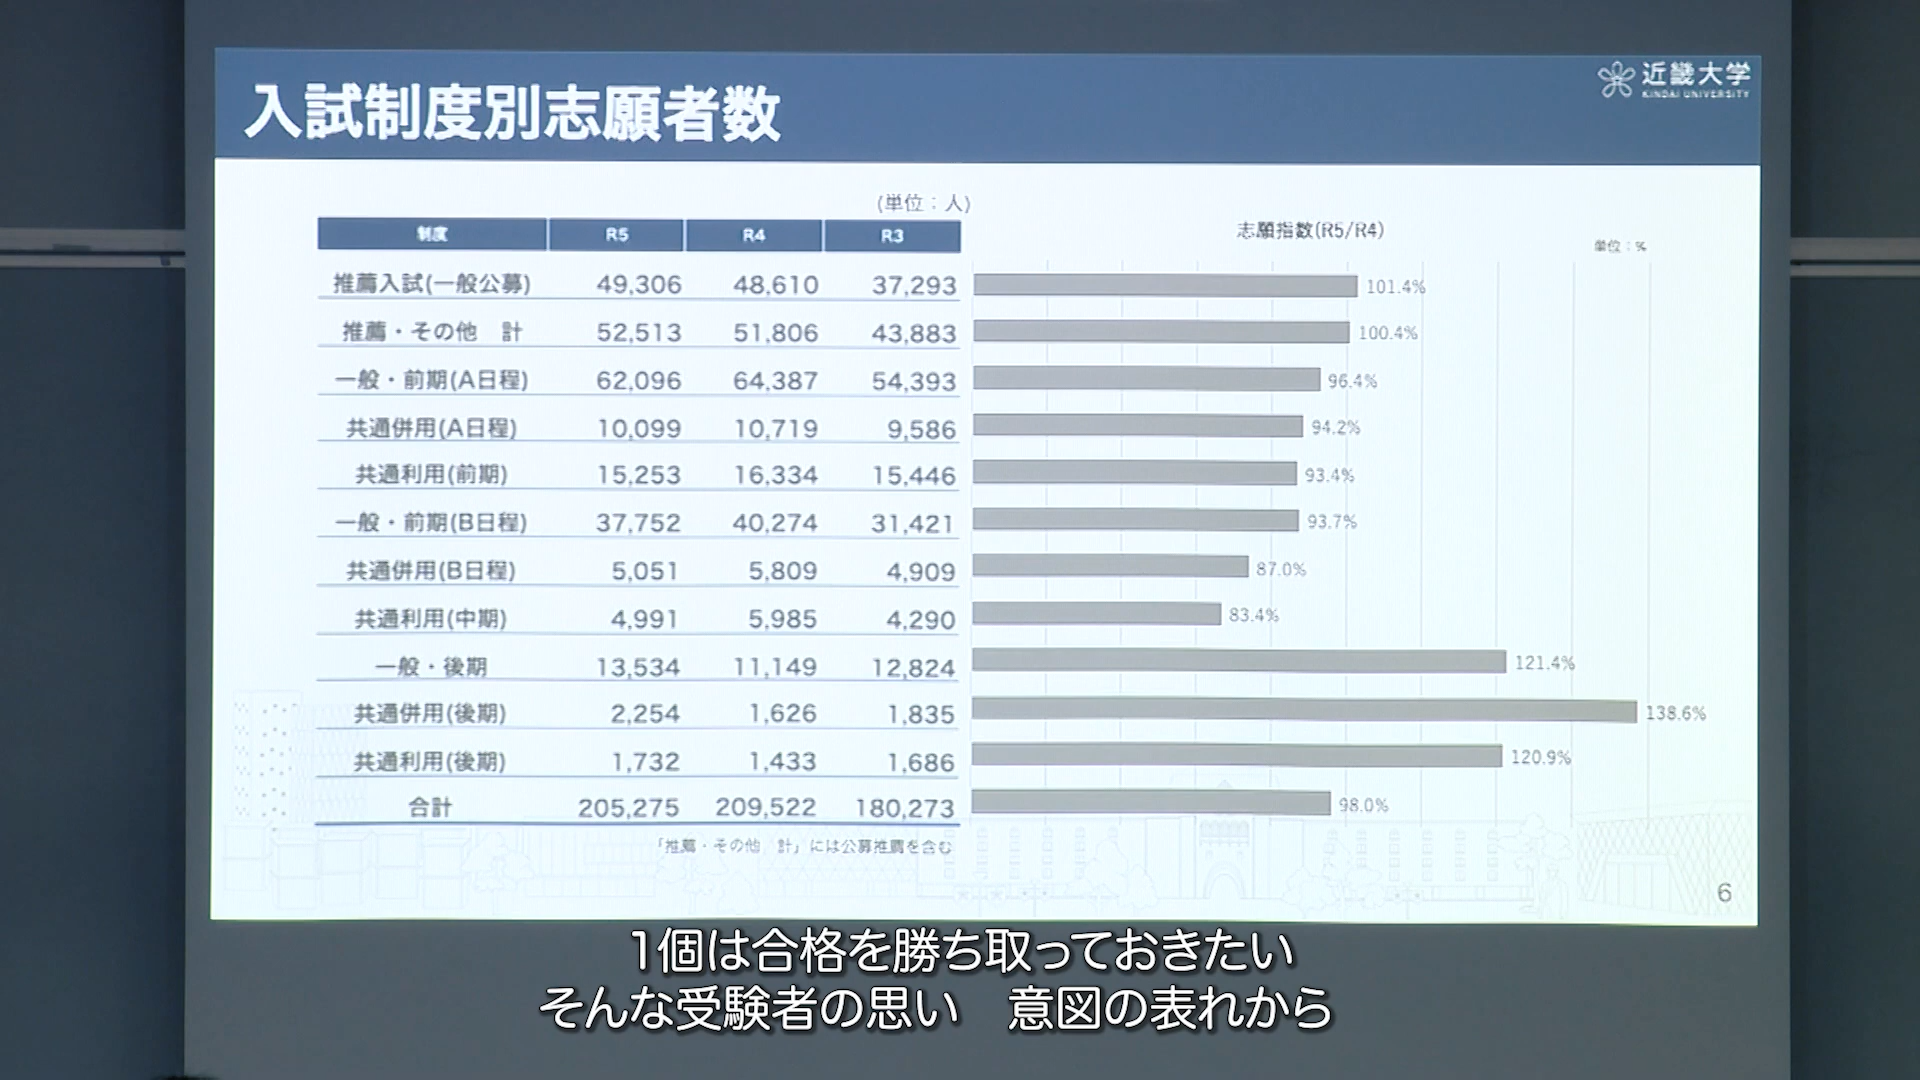 入試制度別志願者数
近畿大学
KINDAI UNIVERSITY
(単位：人)
制度 R5 R4 R3
推薦入試(一般公募) 49,306 48,610 37,293
推薦・その他　計 52,513 51,806 43,883
一般・前期(A日程) 62,096 64,387 54,393
共通併用(A日程) 10,099 10,719 9,586
共通利用(前期) 15,253 16,334 15,446
一般・前期(B日程) 37,752 40,274 31,421
共通併用(B日程) 5,051 5,809 4,909
共通利用(中期) 4,991 5,985 4,290
一般・後期 13,534 11,149 12,824
共通併用(後期) 2,254 1,626 1,835
共通利用(後期) 1,732 1,433 1,686
合計 205,275 209,522 180,273
「推薦・その他　計」には公募推薦を含む
志願指数(R5/R4)
単位：%
101.4%
100.4%
96.4%
94.2%
93.4%
93.7%
87.0%
83.4%
121.4%
138.6%
120.9%
98.0%
6
1個は合格を勝ち取っておきたい
そんな受験者の思い　意図の表れから